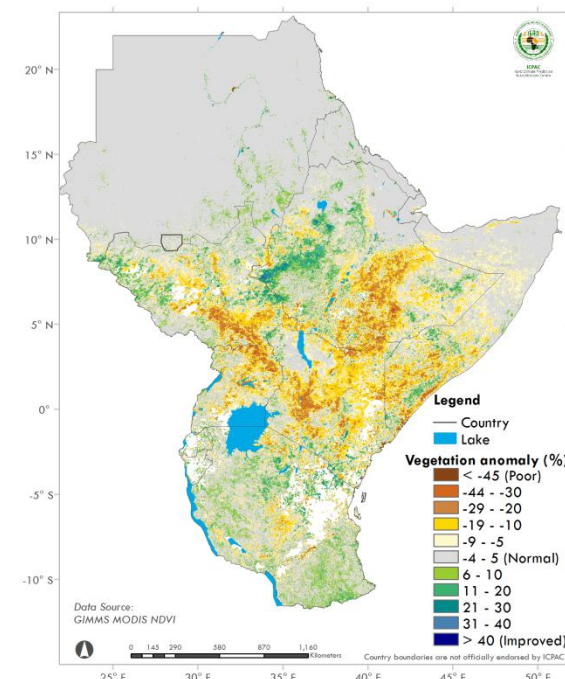 ICPAC
20° N
15° N
10° N
5° N
0°
-5° S
-10° S
25° E
30° E
35° E
40° E
45° E
50° E
Legend
Country
Lake
Vegetation anomaly (%)
< -45 (Poor)
-44 - -30
-29 - -20
-19 - -10
-9 - -5
-4 - 5 (Normal)
6 - 10
11 - 20
21 - 30
31 - 40
> 40 (Improved)
Data Source:
GIMMS MODIS NDVI
0 145 290 580 870 1,160
Kilometers
Country boundaries are not officially endorsed by ICPAC